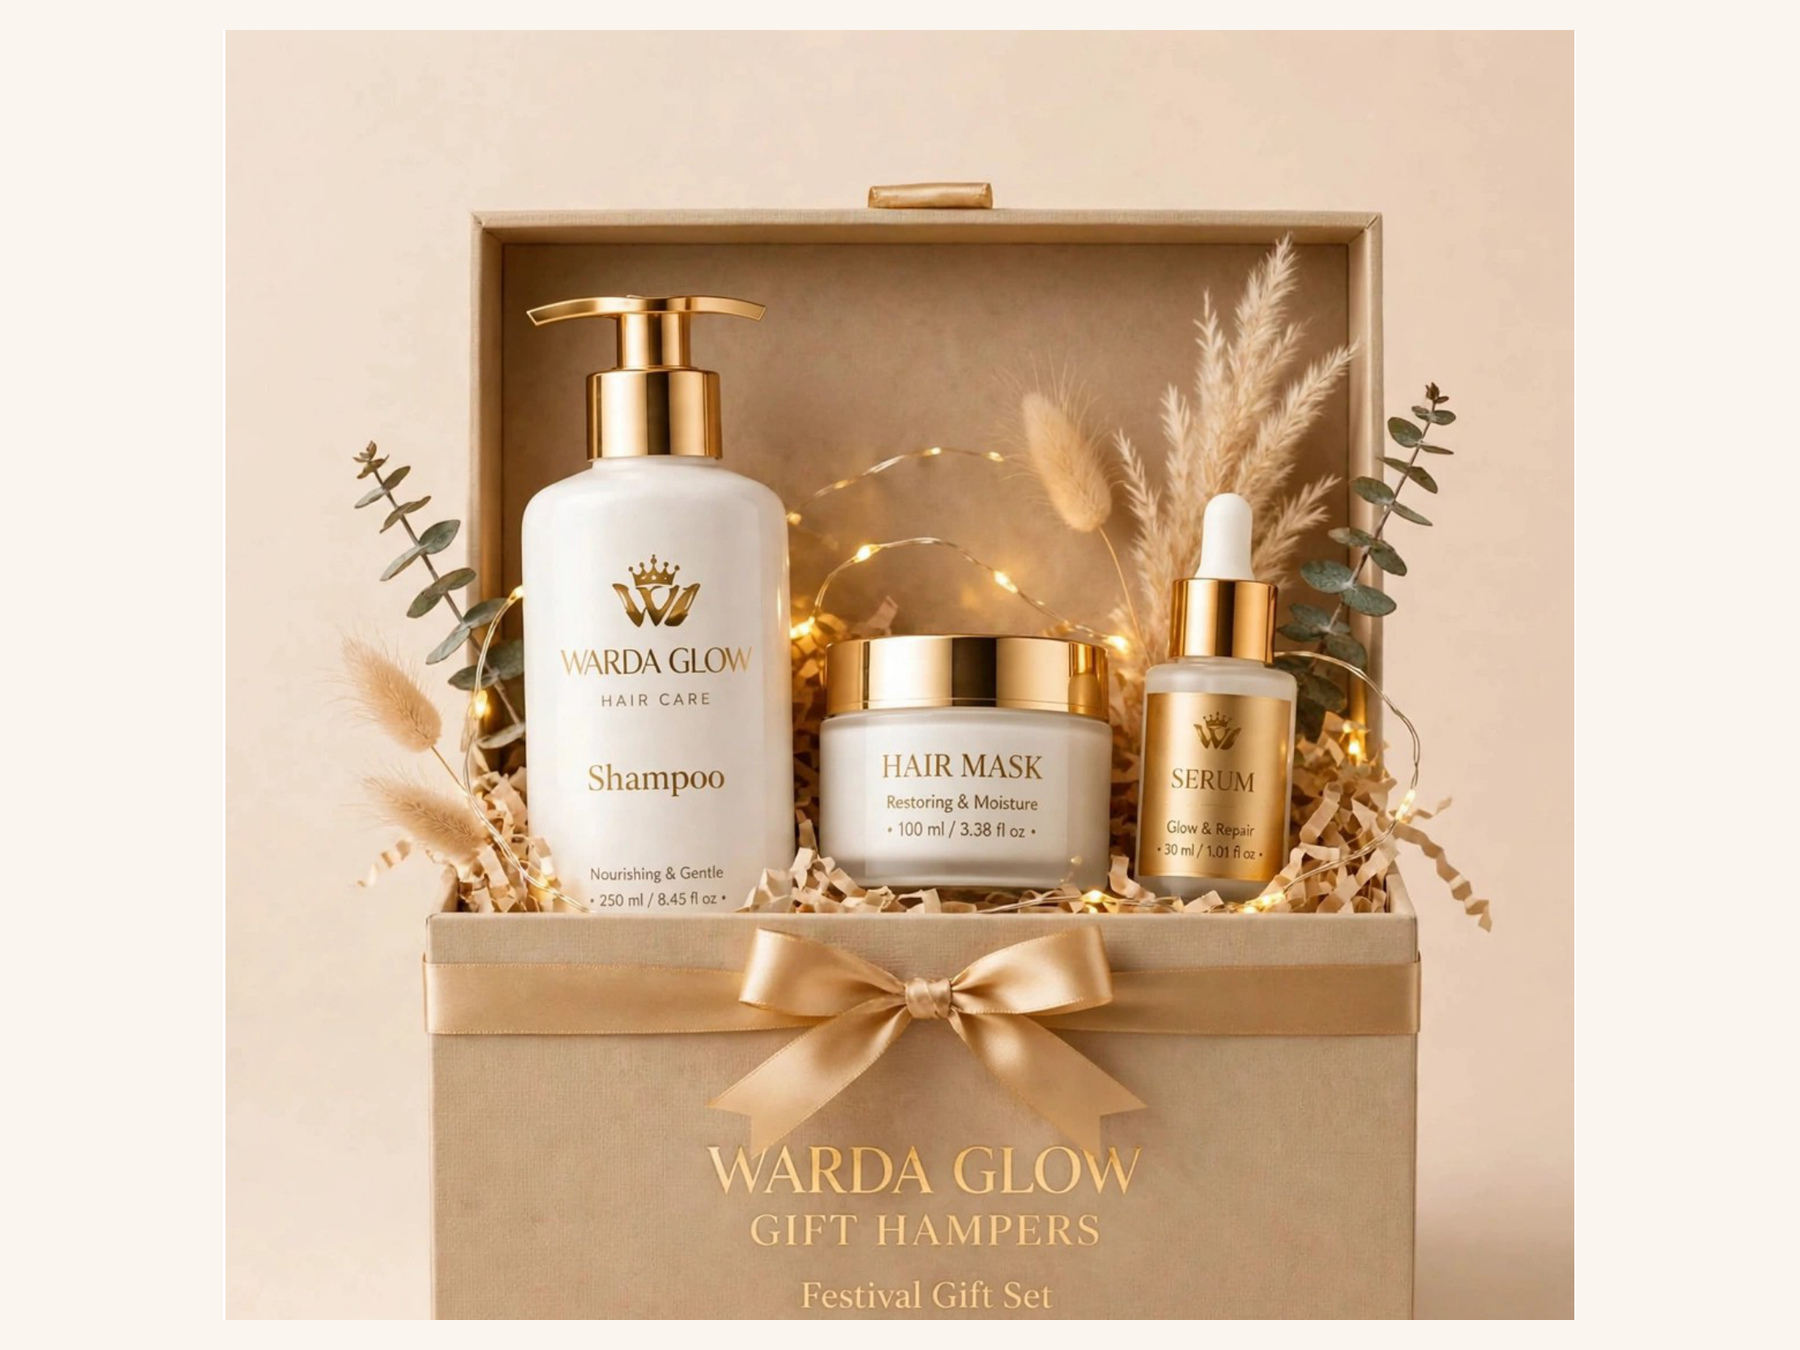 WARDA GLOW
HAIR CARE
Shampoo
Nourishing & Gentle
• 250 ml / 8.45 fl oz •
HAIR MASK
Restoring & Moisture
• 100 ml / 3.38 fl oz •
SERUM
Glow & Repair
• 30 ml / 1.01 fl oz •
WARDA GLOW
GIFT HAMPERS
Festival Gift Set